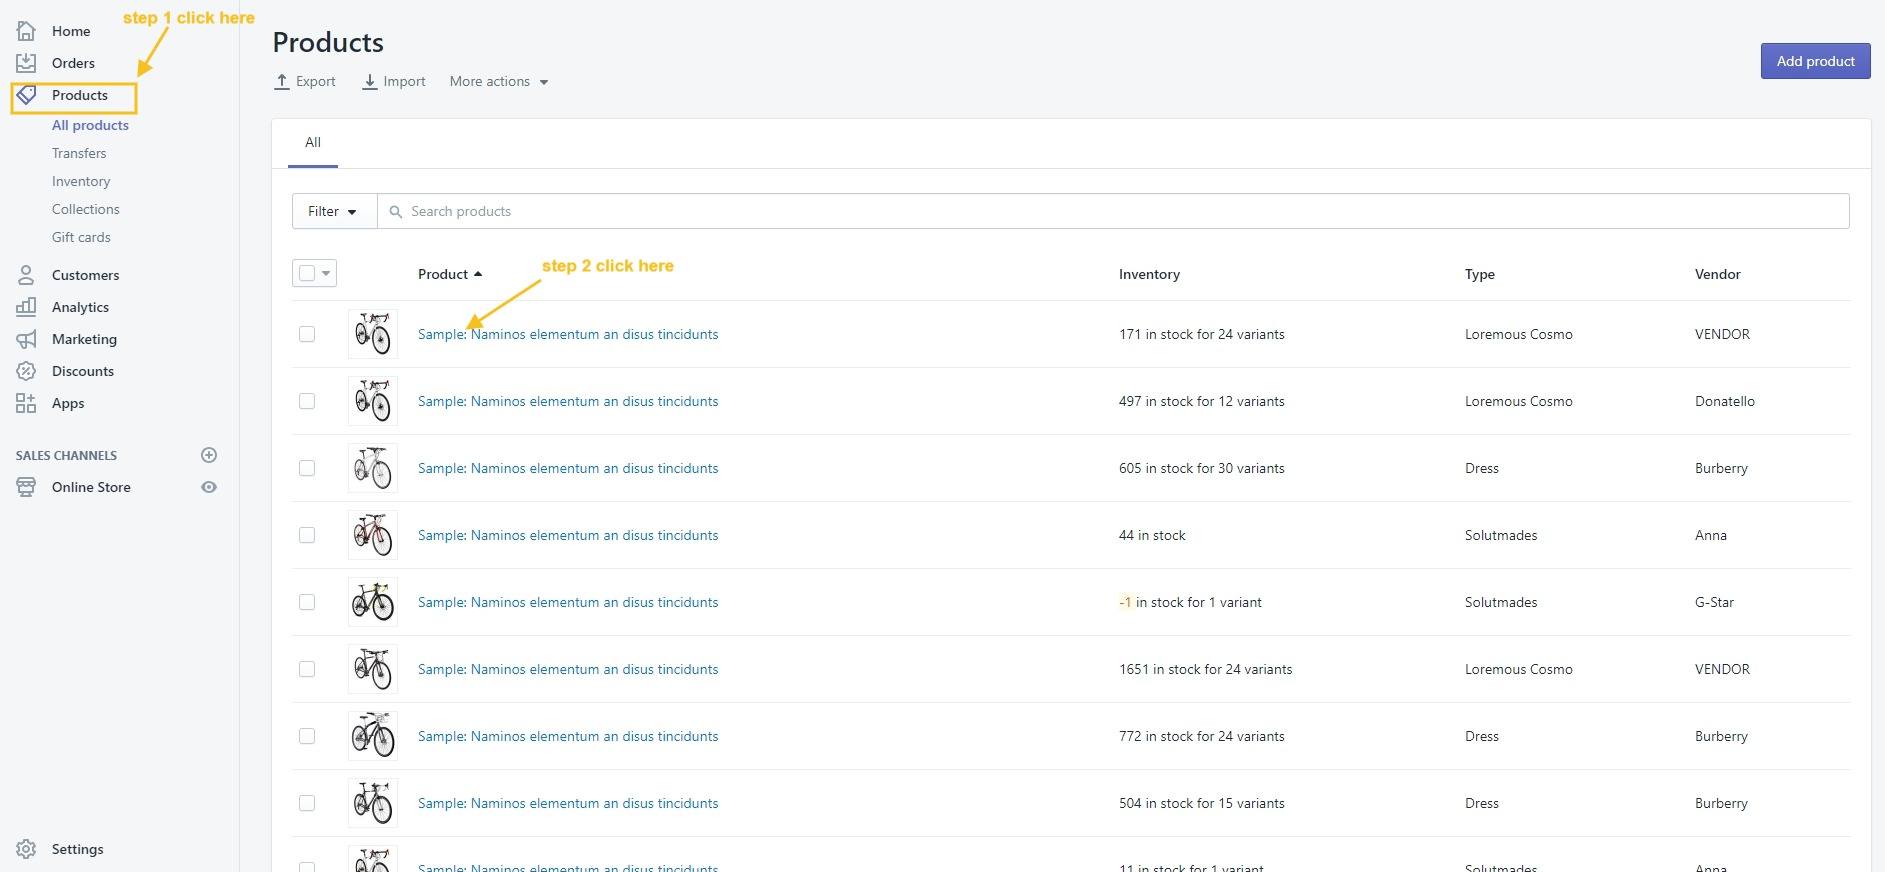 step 1 click here
Home
Orders
Products
All products
Transfers
Inventory
Collections
Gift cards
Customers
Analytics
Marketing
Discounts
Apps
SALES CHANNELS
Online Store
Settings
Products
Export Import More actions
Add product
All
Filter Search products
step 2 click here
Product Inventory Type Vendor
Sample: Naminos elementum an disus tincidunts 171 in stock for 24 variants Loremous Cosmo VENDOR
Sample: Naminos elementum an disus tincidunts 497 in stock for 12 variants Loremous Cosmo Donatello
Sample: Naminos elementum an disus tincidunts 605 in stock for 30 variants Dress Burberry
Sample: Naminos elementum an disus tincidunts 44 in stock Solutmades Anna
Sample: Naminos elementum an disus tincidunts -1 in stock for 1 variant Solutmades G-Star
Sample: Naminos elementum an disus tincidunts 1651 in stock for 24 variants Loremous Cosmo VENDOR
Sample: Naminos elementum an disus tincidunts 772 in stock for 24 variants Dress Burberry
Sample: Naminos elementum an disus tincidunts 504 in stock for 15 variants Dress Burberry
Sample: Naminos elementum an disus tincidunts 11 in stock for 1 variant Solutmades Anna